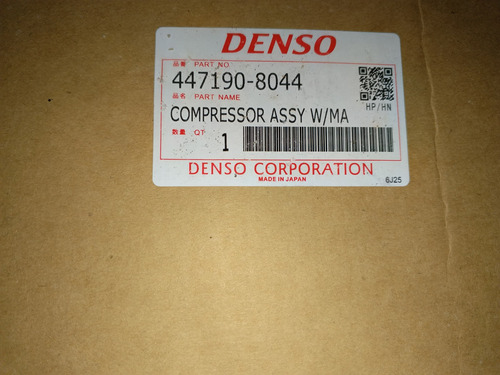 DENSO
品番 PART NO.
447190-8044
HP/HN
品名 PART NAME
COMPRESSOR ASSY W/MA
数量 QT
1
DENSO CORPORATION
MADE IN JAPAN
6J25